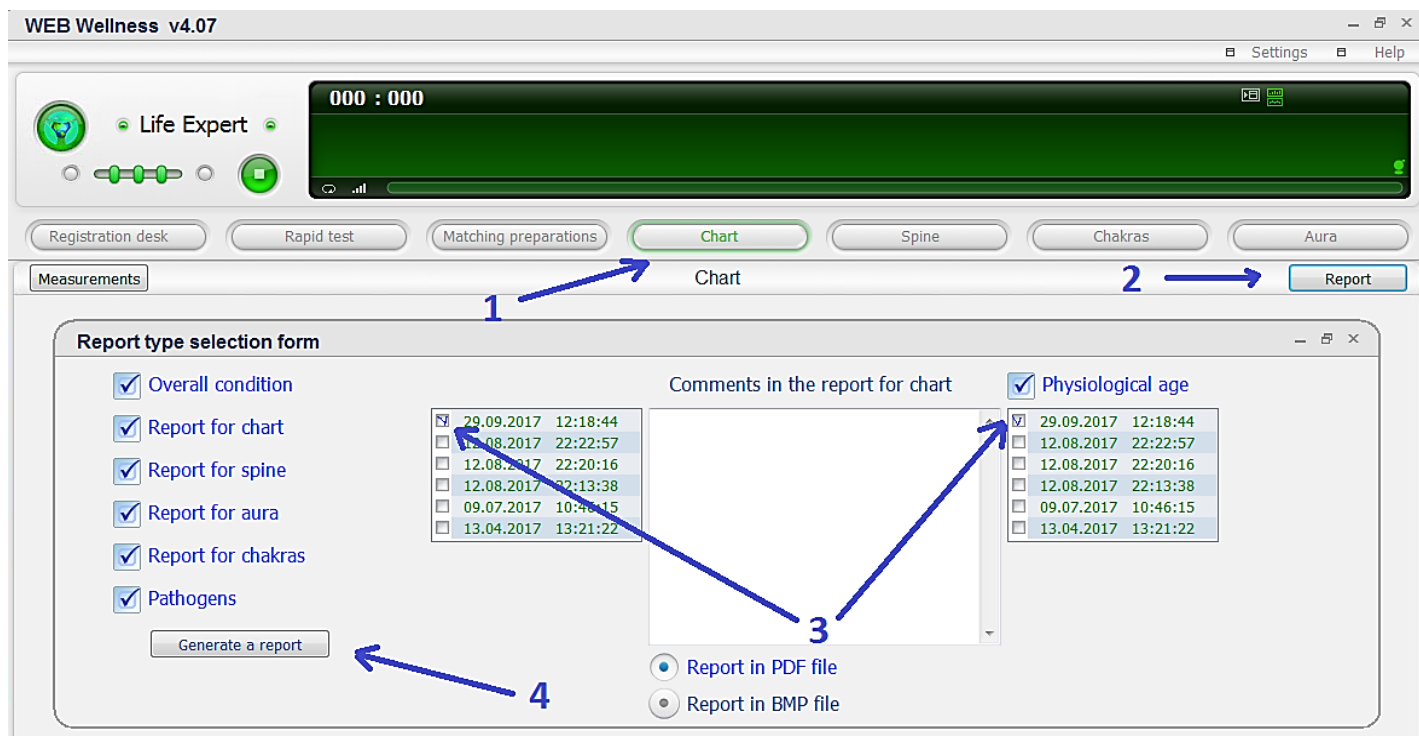 WEB Wellness v4.07
Settings Help
000 : 000
Life Expert
Registration desk Rapid test Matching preparations Chart Spine Chakras Aura
Measurements Chart 2 Report
1
Report type selection form
Overall condition Comments in the report for chart Physiological age
Report for chart
Report for spine
Report for aura
Report for chakras
Pathogens
29.09.2017 12:18:44
12.08.2017 22:22:57
12.08.2017 22:20:16
12.08.2017 22:13:38
09.07.2017 10:46:15
13.04.2017 13:21:22
29.09.2017 12:18:44
12.08.2017 22:22:57
12.08.2017 22:20:16
12.08.2017 22:13:38
09.07.2017 10:46:15
13.04.2017 13:21:22
3
Generate a report
4
Report in PDF file
Report in BMP file